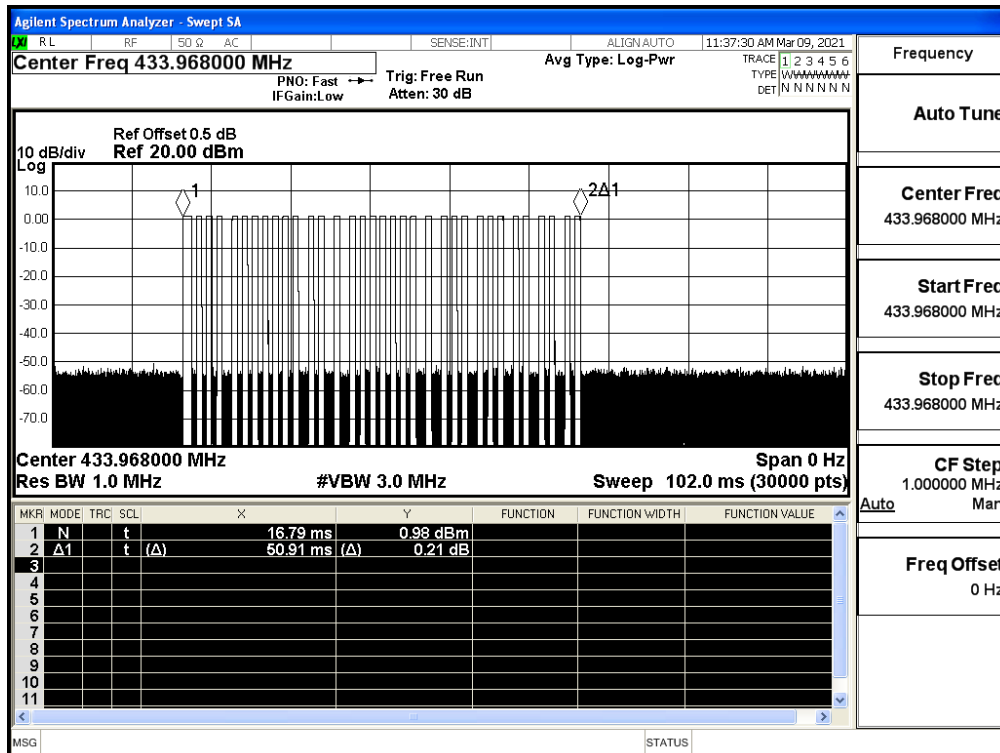 Agilent Spectrum Analyzer - Swept SA
LXI RL RF 50 Ω AC SENSE:INT ALIGN AUTO 11:37:30 AM Mar 09, 2021
Center Freq 433.968000 MHz
PNO: Fast
IFGain:Low
Trig: Free Run
Atten: 30 dB
Avg Type: Log-Pwr
TRACE 1 2 3 4 5 6
TYPE WWWWWW
DET N N N N N N
Ref Offset 0.5 dB
10 dB/div Ref 20.00 dBm
Log
10.0
0.00
-10.0
-20.0
-30.0
-40.0
-50.0
-60.0
-70.0
1
2Δ1
Center 433.968000 MHz Span 0 Hz
Res BW 1.0 MHz #VBW 3.0 MHz Sweep 102.0 ms (30000 pts)
MKR MODE TRC SCL X Y FUNCTION FUNCTION WIDTH FUNCTION VALUE
1 N t 16.79 ms 0.98 dBm
2 Δ1 t (Δ) 50.91 ms (Δ) 0.21 dB
3
4
5
6
7
8
9
10
11
MSG STATUS
Frequency
Auto Tune
Center Freq
433.968000 MHz
Start Freq
433.968000 MHz
Stop Freq
433.968000 MHz
CF Step
1.000000 MHz
Auto Man
Freq Offset
0 Hz